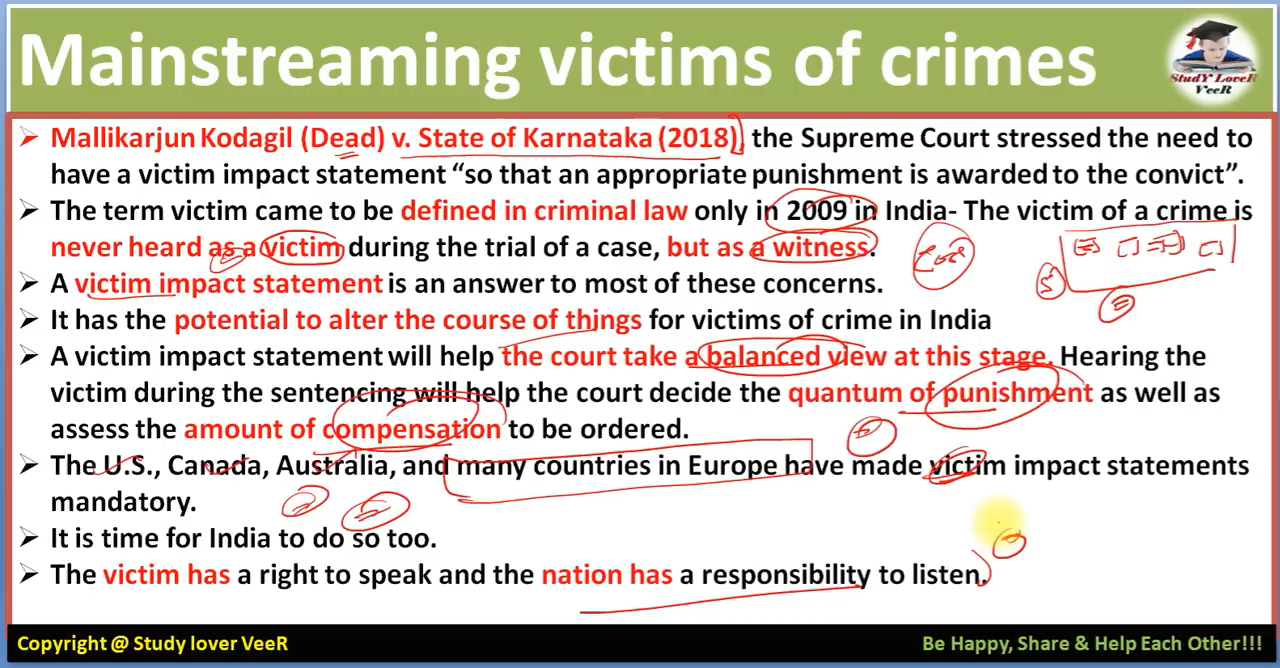 Mainstreaming victims of crimes
StudY LoveR
VeeR
➢ Mallikarjun Kodagil (Dead) v. State of Karnataka (2018), the Supreme Court stressed the need to
have a victim impact statement “so that an appropriate punishment is awarded to the convict”.
➢ The term victim came to be defined in criminal law only in 2009 in India- The victim of a crime is
never heard as a victim during the trial of a case, but as a witness.
➢ A victim impact statement is an answer to most of these concerns.
➢ It has the potential to alter the course of things for victims of crime in India
➢ A victim impact statement will help the court take a balanced view at this stage. Hearing the
victim during the sentencing will help the court decide the quantum of punishment as well as
assess the amount of compensation to be ordered.
➢ The U.S., Canada, Australia, and many countries in Europe have made victim impact statements
mandatory.
➢ It is time for India to do so too.
➢ The victim has a right to speak and the nation has a responsibility to listen.
Copyright @ Study lover VeeR
Be Happy, Share & Help Each Other!!!